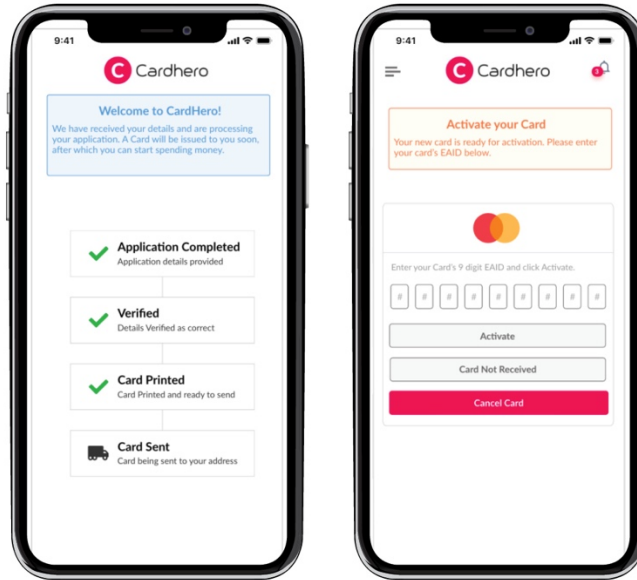 9:41
C Cardhero
Welcome to CardHero!
We have received your details and are processing
your application. A Card will be issued to you soon,
after which you can start spending money.
Application Completed
Application details provided
Verified
Details Verified as correct
Card Printed
Card Printed and ready to send
Card Sent
Card being sent to your address
9:41
C Cardhero
3
Activate your Card
Your new card is ready for activation. Please enter
your card's EAID below.
Enter your Card's 9 digit EAID and click Activate.
# # # # # # # # #
Activate
Card Not Received
Cancel Card